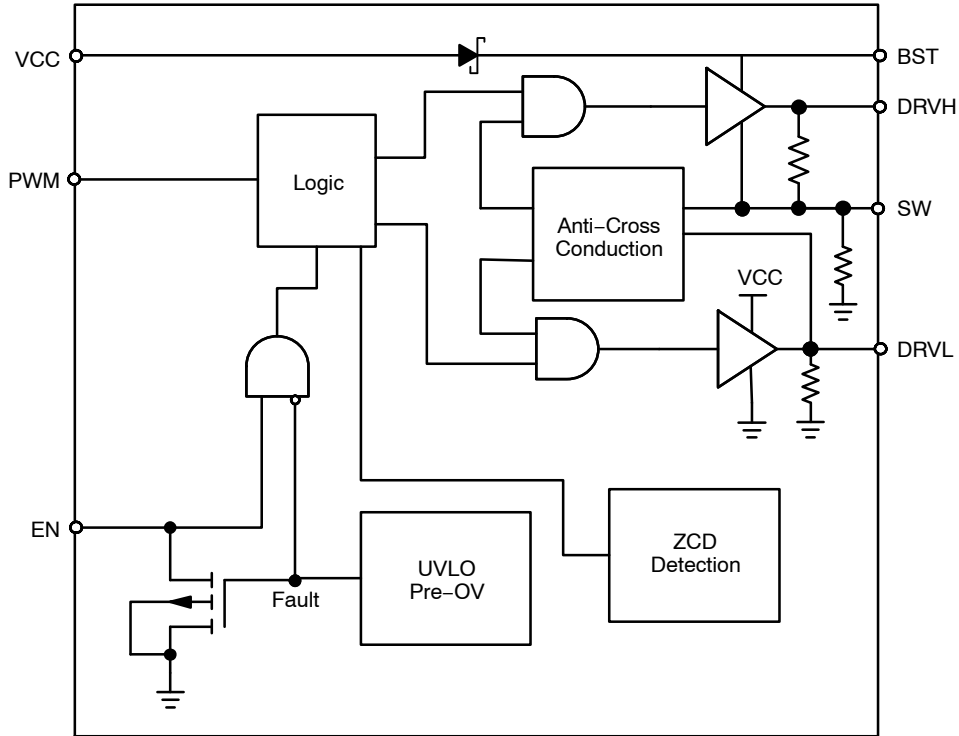 VCC
BST
DRVH
PWM
Logic
SW
Anti−Cross
Conduction
VCC
DRVL
EN
ZCD
Detection
UVLO
Pre−OV
Fault